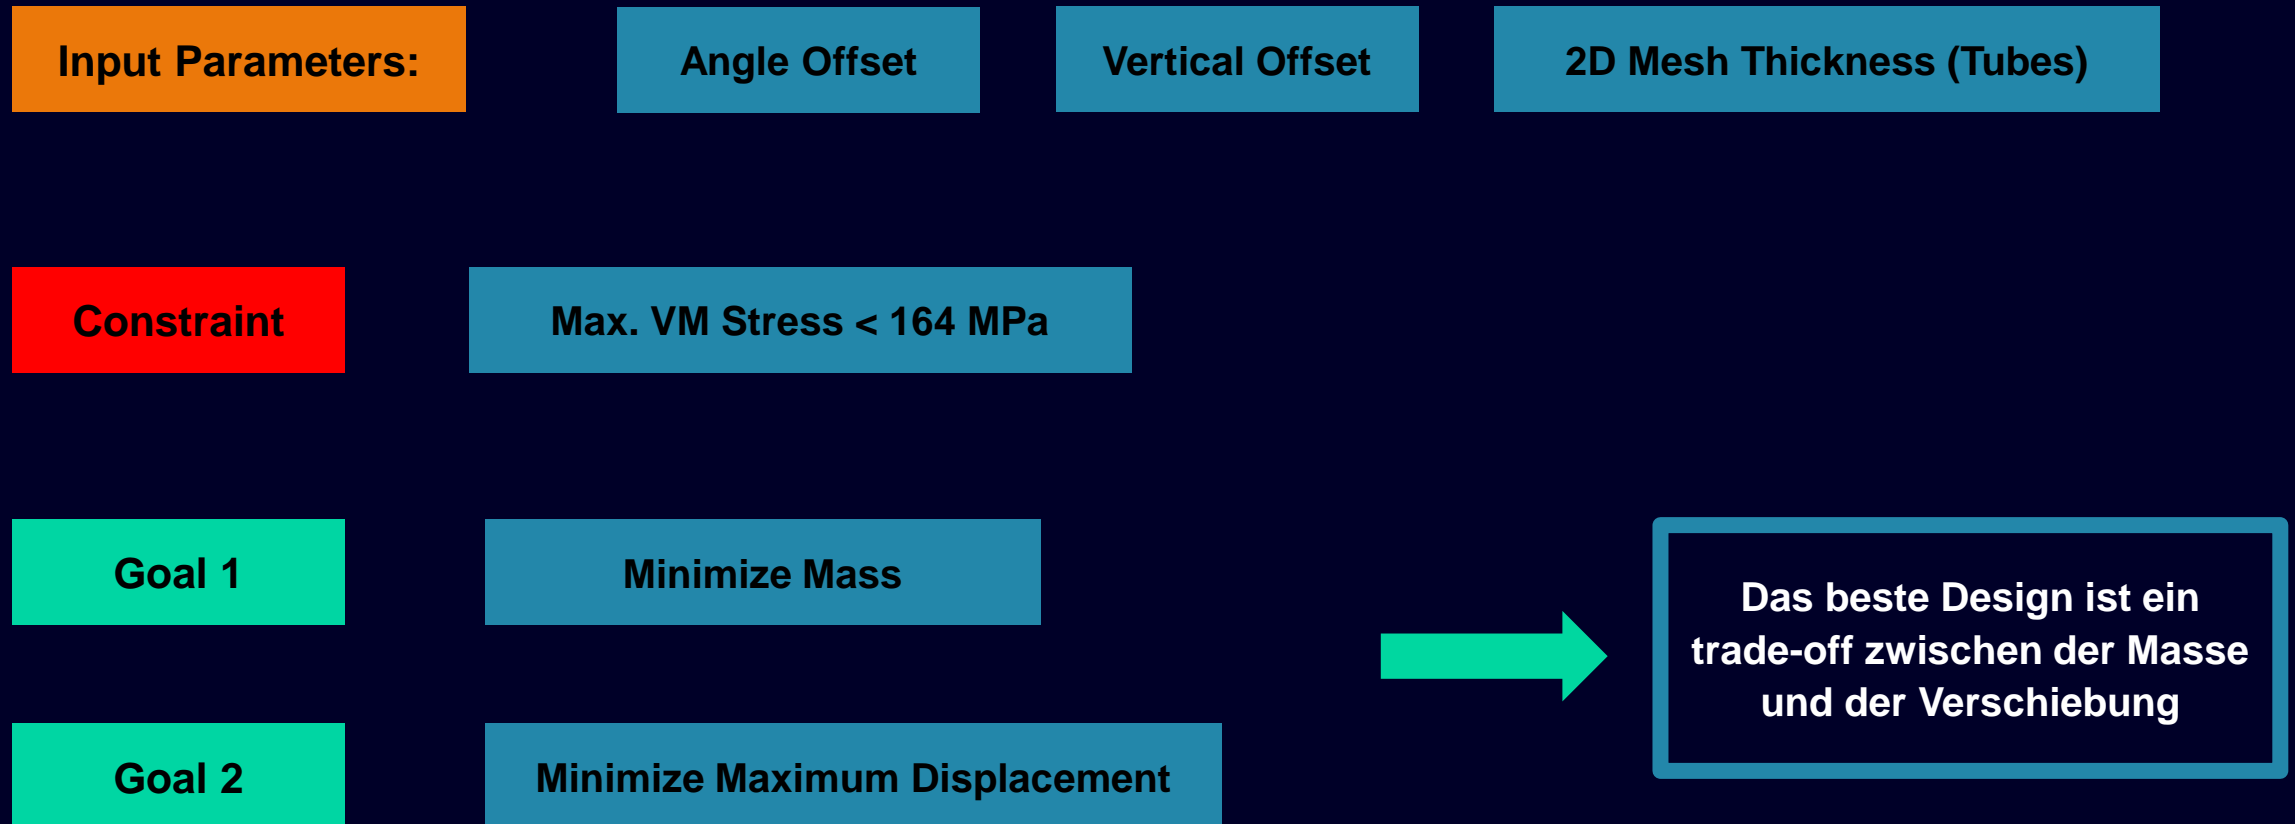 Input Parameters:
Angle Offset
Vertical Offset
2D Mesh Thickness (Tubes)
Constraint
Max. VM Stress < 164 MPa
Goal 1
Minimize Mass
Goal 2
Minimize Maximum Displacement
Das beste Design ist ein
trade-off zwischen der Masse
und der Verschiebung